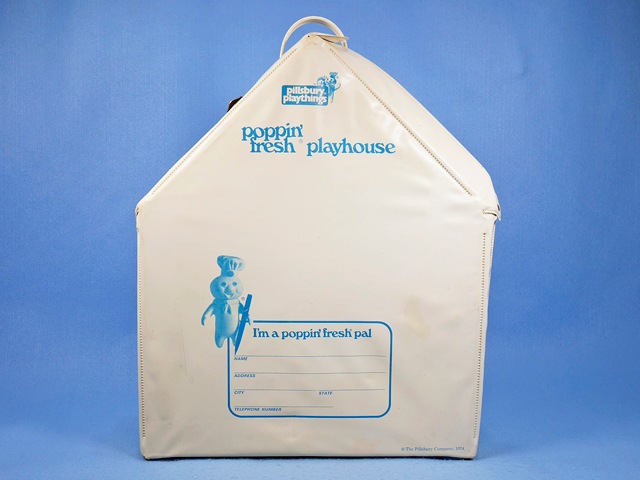 pillsbury
playthings
poppin'
fresh® playhouse
I'm a poppin' fresh® pal
NAME
ADDRESS
CITY STATE
TELEPHONE NUMBER
© The Pillsbury Company, 1974